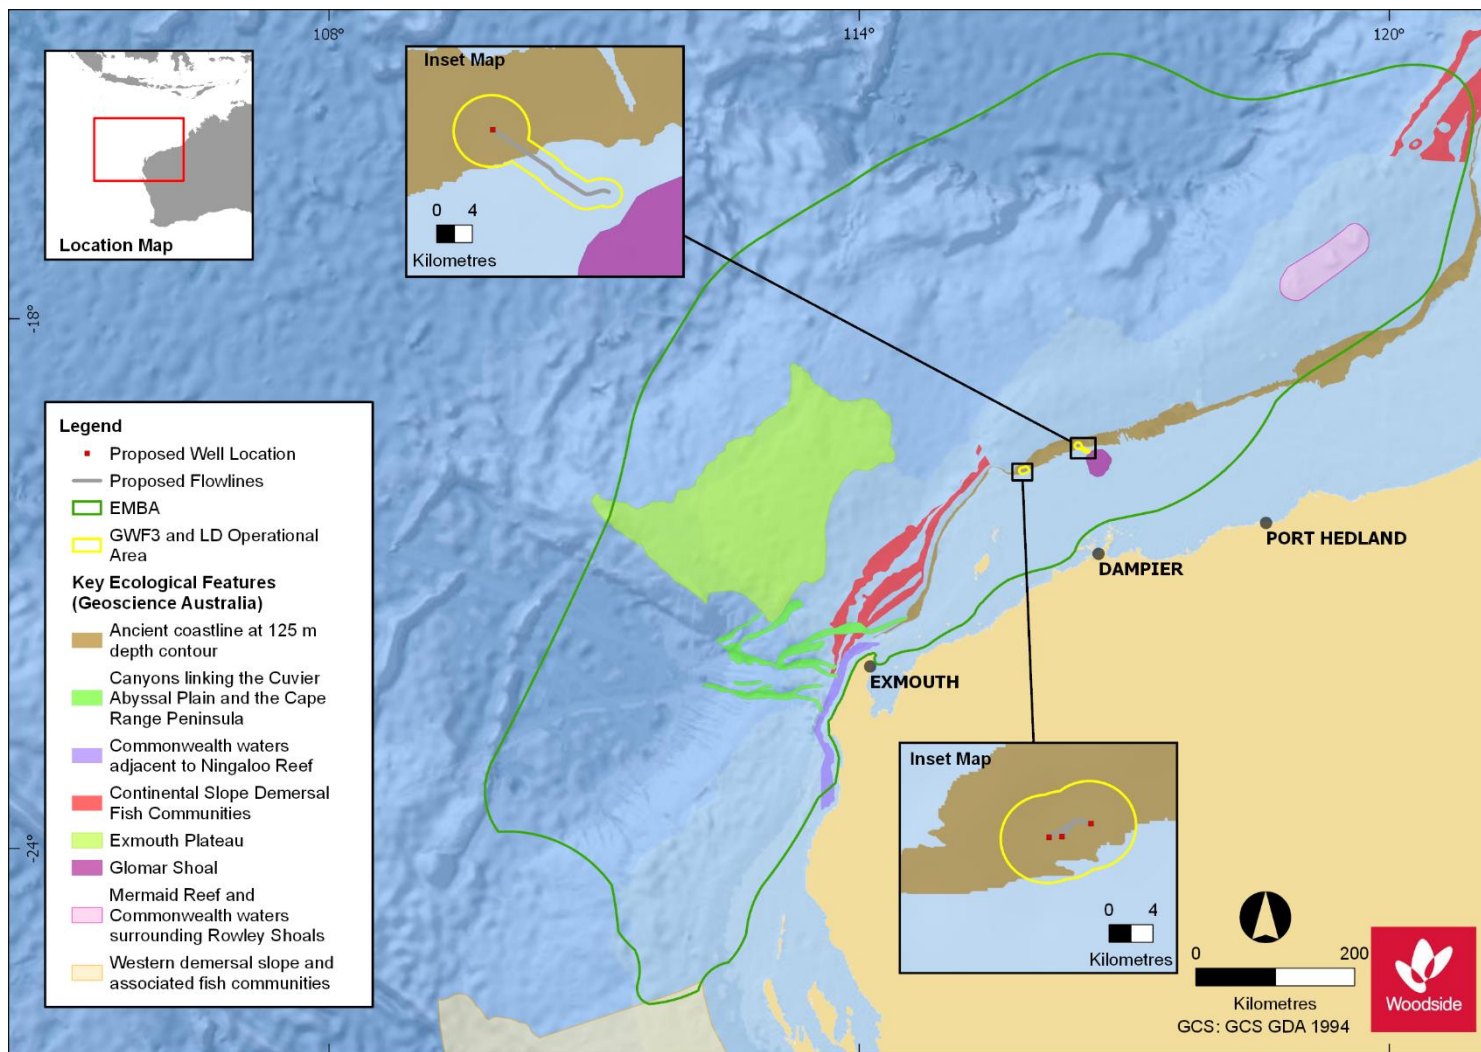 108°
114°
120°
-18°
-24°
Location Map
Inset Map
0 4
Kilometres
Legend
Proposed Well Location
Proposed Flowlines
EMBA
GWF3 and LD Operational
Area
Key Ecological Features
(Geoscience Australia)
Ancient coastline at 125 m
depth contour
Canyons linking the Cuvier
Abyssal Plain and the Cape
Range Peninsula
Commonwealth waters
adjacent to Ningaloo Reef
Continental Slope Demersal
Fish Communities
Exmouth Plateau
Glomar Shoal
Mermaid Reef and
Commonwealth waters
surrounding Rowley Shoals
Western demersal slope and
associated fish communities
PORT HEDLAND
DAMPIER
EXMOUTH
Inset Map
0 4
Kilometres
0 200
Kilometres
GCS: GCS GDA 1994
Woodside